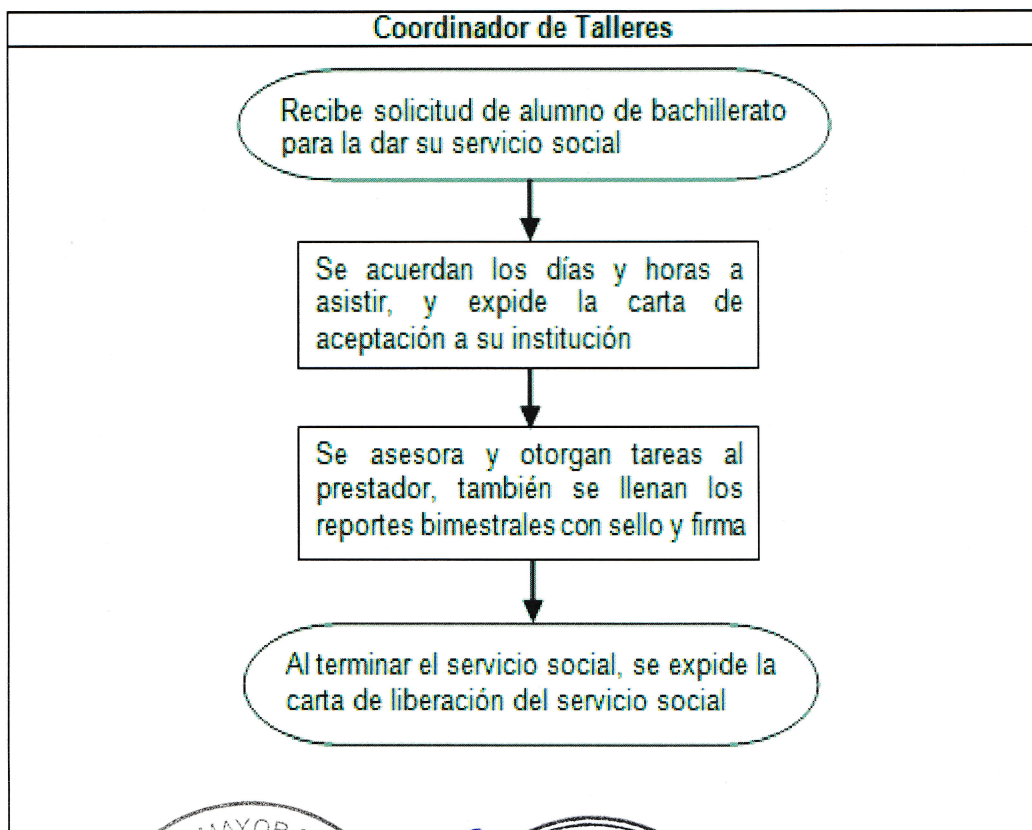 Coordinador de Talleres
Recibe solicitud de alumno de bachillerato
para la dar su servicio social
Se acuerdan los días y horas a
asistir, y expide la carta de
aceptación a su institución
Se asesora y otorgan tareas al
prestador, también se llenan los
reportes bimestrales con sello y firma
Al terminar el servicio social, se expide la
carta de liberación del servicio social
MAYOR